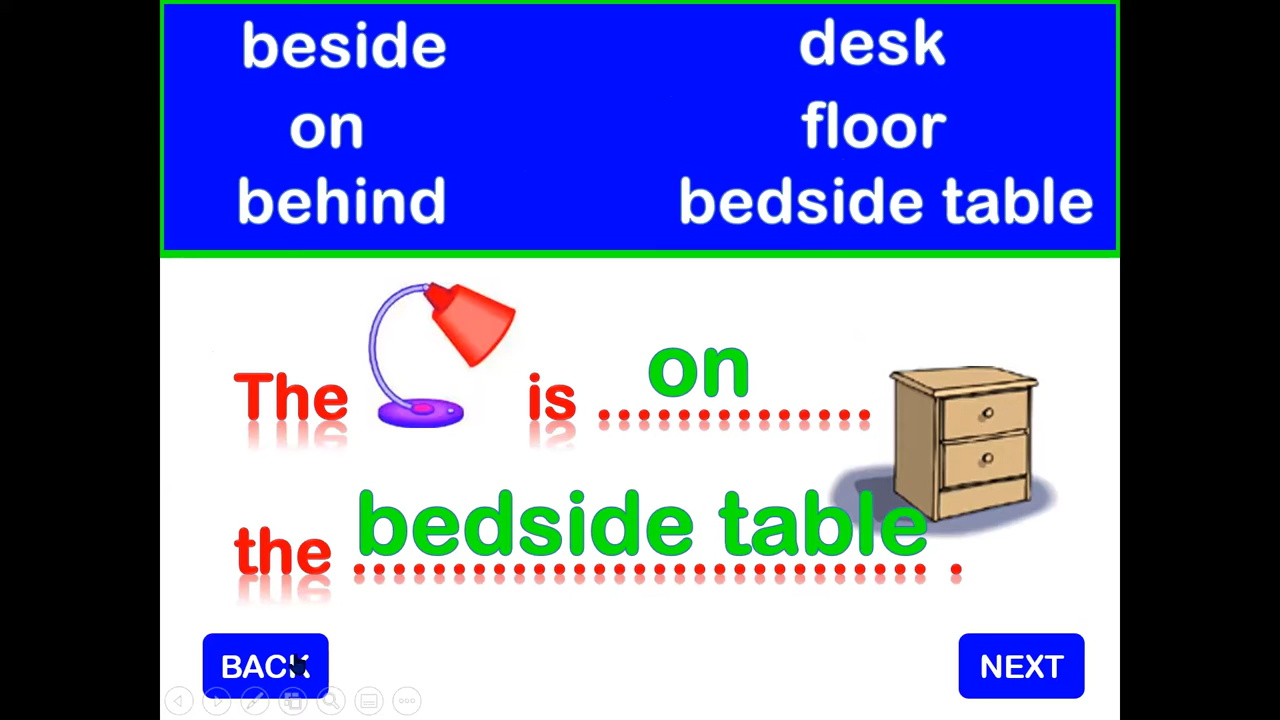 beside desk
on floor
behind bedside table
The is on .............
the bedside table ........................... .
BACK NEXT